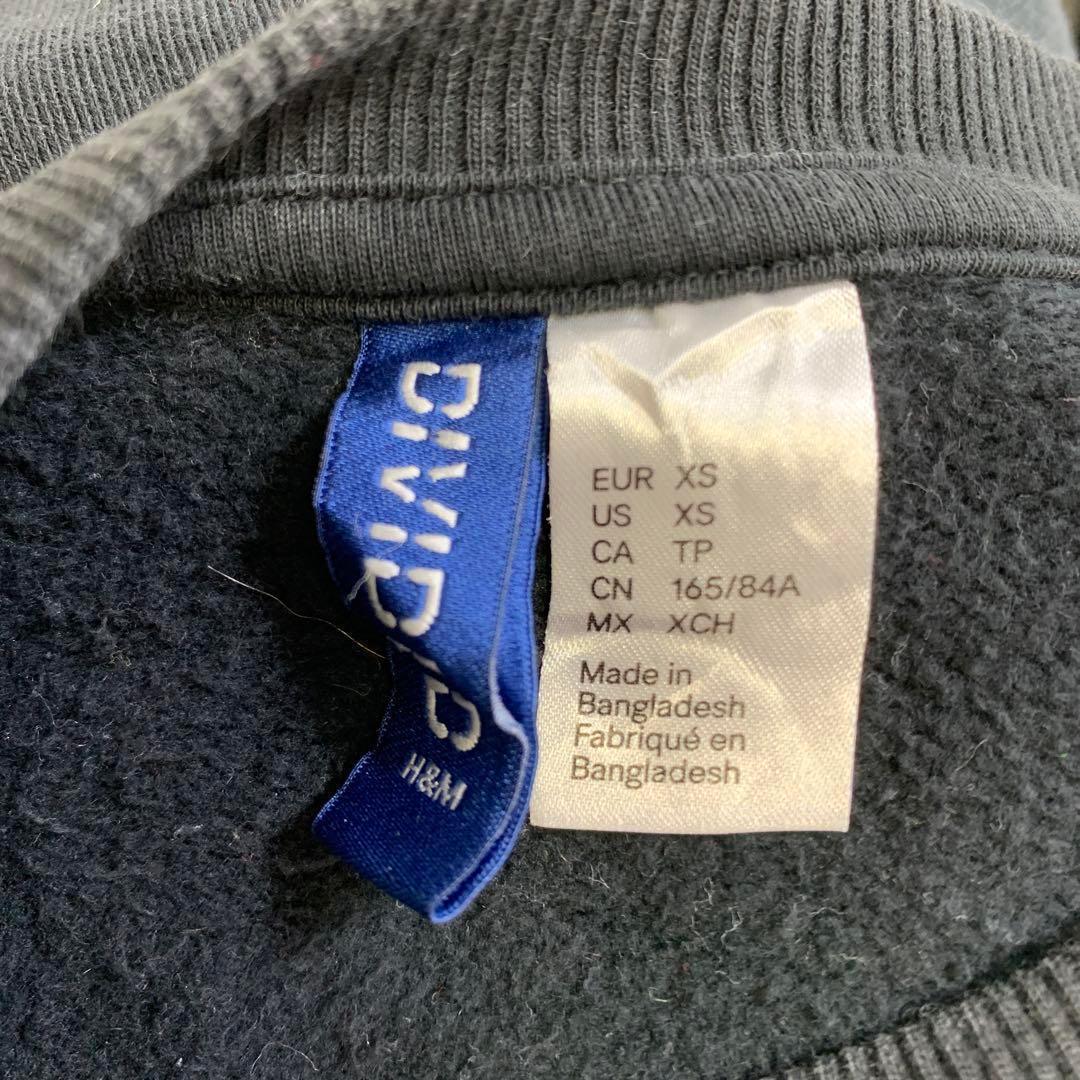 DIVIDED
H&M
EUR XS
US XS
CA TP
CN 165/84A
MX XCH
Made in
Bangladesh
Fabriqué en
Bangladesh